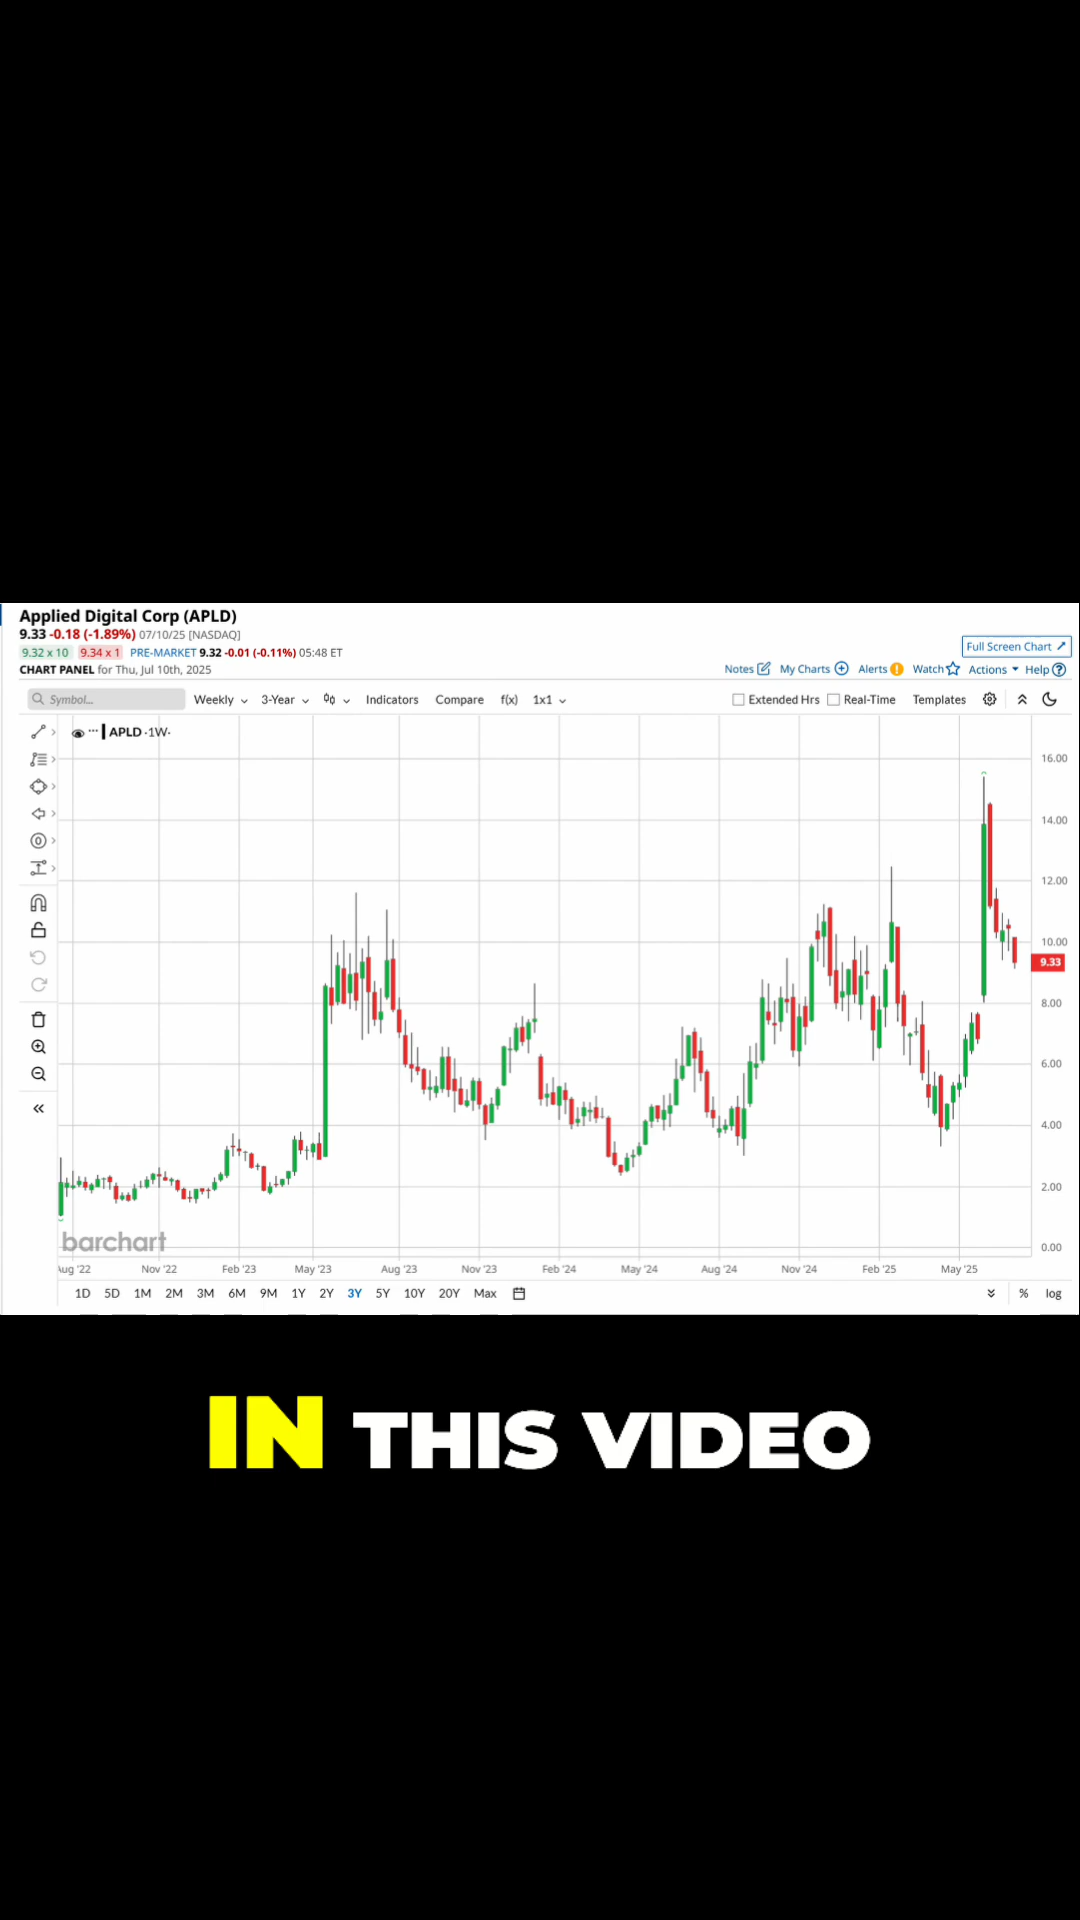 Applied Digital Corp (APLD)
9.33 -0.18 (-1.89%) 07/10/25 [NASDAQ]
9.32 x 10 9.34 x 1 PRE-MARKET 9.32 -0.01 (-0.11%) 05:48 ET
Full Screen Chart
CHART PANEL for Thu, Jul 10th, 2025
Notes My Charts Alerts Watch Actions Help
Symbol... Weekly 3-Year Indicators Compare f(x) 1x1 Extended Hrs Real-Time Templates
APLD ·1W·
16.00
14.00
12.00
10.00
9.33
8.00
6.00
4.00
2.00
0.00
barchart
Aug '22 Nov '22 Feb '23 May '23 Aug '23 Nov '23 Feb '24 May '24 Aug '24 Nov '24 Feb '25 May '25
1D 5D 1M 2M 3M 6M 9M 1Y 2Y 3Y 5Y 10Y 20Y Max % log
IN THIS VIDEO